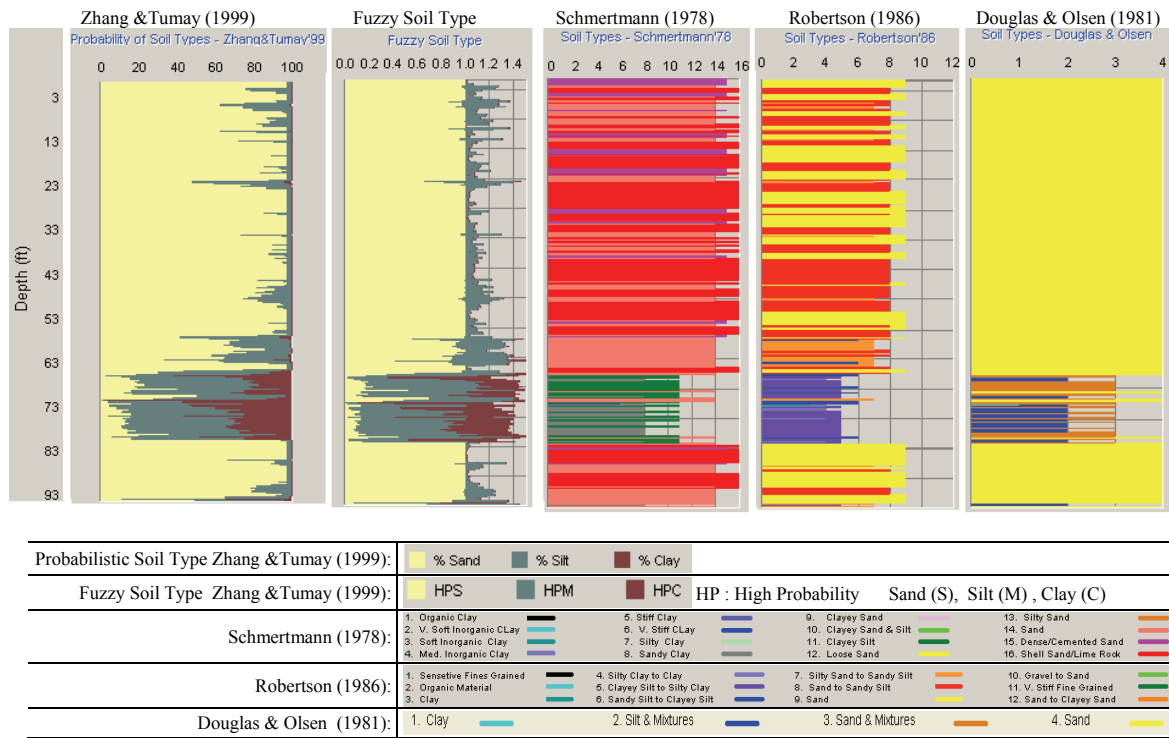 Zhang &Tumay (1999) Fuzzy Soil Type Schmertmann (1978) Robertson (1986) Douglas & Olsen (1981)
Probability of Soil Types - Zhang&Tumay'99 Fuzzy Soil Type Soil Types - Schmertmann'78 Soil Types - Robertson'86 Soil Types - Douglas & Olsen
0 20 40 60 80 100 0.0 0.2 0.4 0.6 0.8 1.0 1.2 1.4 0 2 4 6 8 10 12 14 16 0 2 4 6 8 10 12 0 1 2 3 4
3
13
23
33
43
53
63
73
83
93
Depth (ft)
Probabilistic Soil Type Zhang &Tumay (1999): % Sand % Silt % Clay
Fuzzy Soil Type Zhang &Tumay (1999): HPS HPM HPC HP : High Probability Sand (S), Silt (M) , Clay (C)
Schmertmann (1978):
1. Organic Clay 5. Stiff Clay 9. Clayey Sand 13. Silty Sand
2. V. Soft Inorganic CLay 6. V. Stiff CLay 10. Clayey Sand & Silt 14. Sand
3. Soft Inorganic Clay 7. Silty Clay 11. Clayey Silt 15. Dense/Cemented Sand
4. Med. Inorganic Clay 8. Sandy Clay 12. Loose Sand 16. Shell Sand/Lime Rock
Robertson (1986):
1. Sensetive Fines Grained 4. Silty Clay to Clay 7. Silty Sand to Sandy Silt 10. Gravel to Sand
2. Organic Material 5. Clayey Silt to Silty Clay 8. Sand to Sandy Silt 11. V. Stiff Fine Grained
3. Clay 6. Sandy Silt to Clayey Silt 9. Sand 12. Sand to Clayey Sand
Douglas & Olsen (1981): 1. Clay 2. Silt & Mixtures 3. Sand & Mixtures 4. Sand